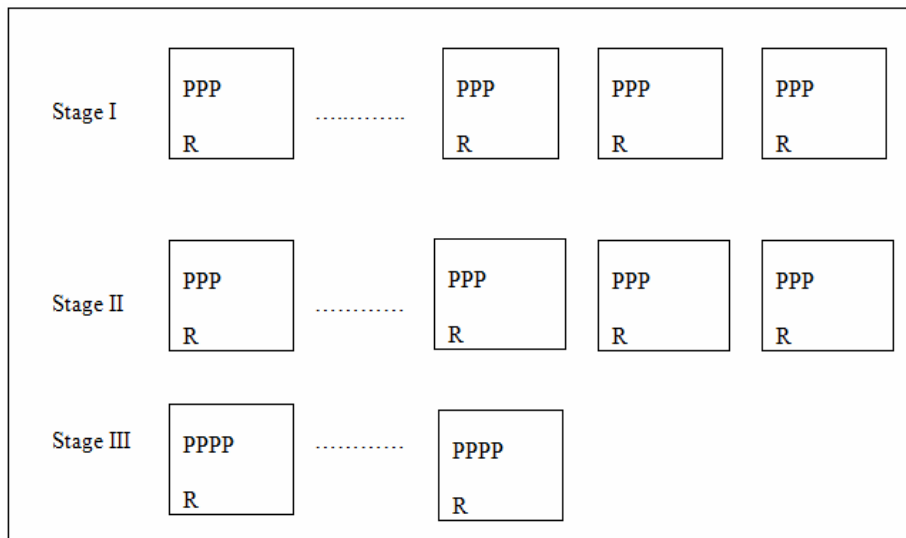 PPP PPP PPP PPP
Stage I …………..
R R R R
PPP PPP PPP PPP
Stage II …………
R R R R
Stage III PPPP ………… PPPP
R R